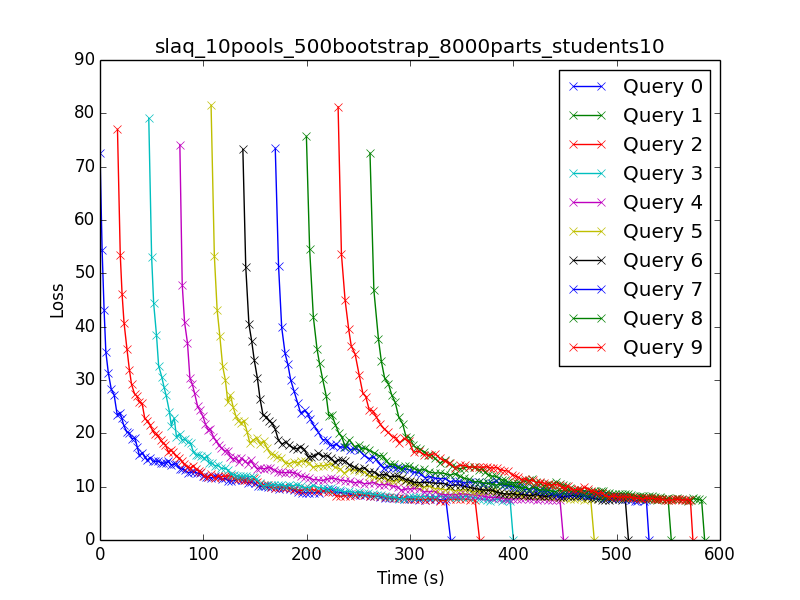 slaq_10pools_500bootstrap_8000parts_students10
90
80
70
60
50
40
30
20
10
0
Loss
Query 0
Query 1
Query 2
Query 3
Query 4
Query 5
Query 6
Query 7
Query 8
Query 9
0 100 200 300 400 500 600
Time (s)